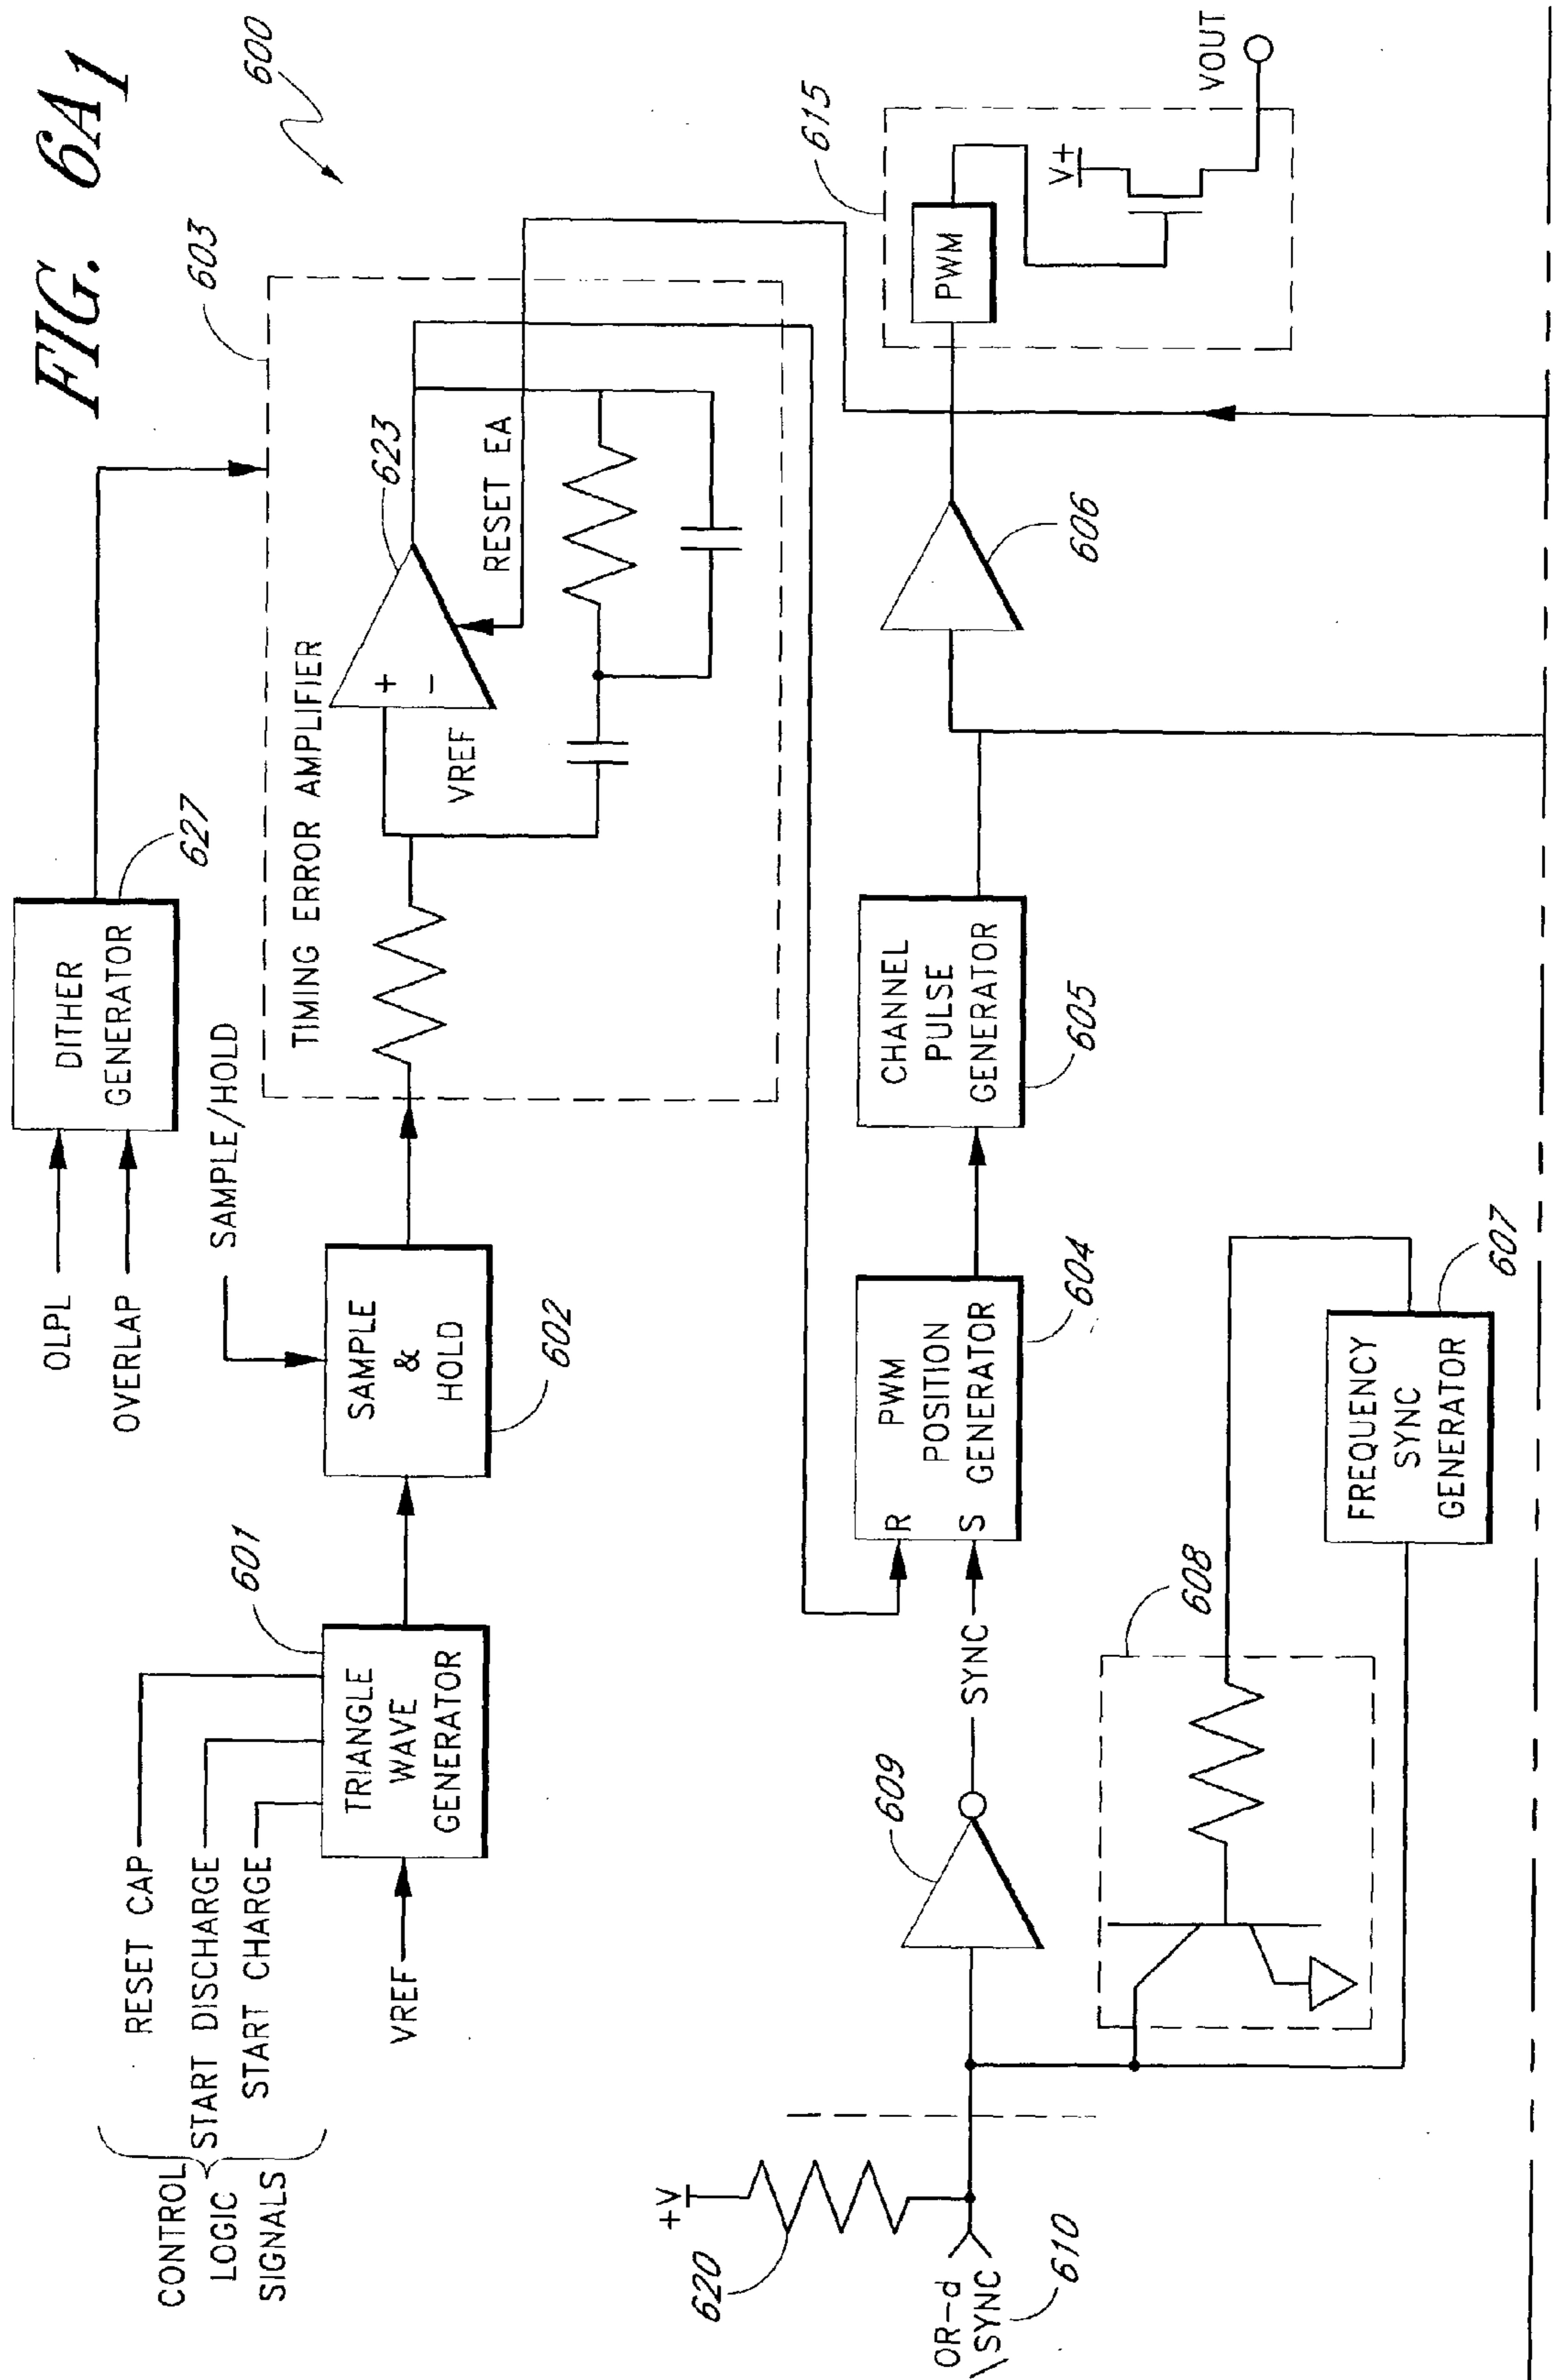 FIG. 6A1
600
OLPL
OVERLAP
DITHER
GENERATOR
627
SAMPLE/HOLD
603
CONTROL
LOGIC
SIGNALS
RESET CAP
START DISCHARGE
START CHARGE
VREF
TRIANGLE
WAVE
GENERATOR
601
SAMPLE
&
HOLD
602
TIMING ERROR AMPLIFIER
+
-
VREF
623
RESET EA
+V
620
OR-d
\SYNC
610
609
SYNC
R
S
PWM
POSITION
GENERATOR
604
CHANNEL
PULSE
GENERATOR
605
606
PWM
V+
615
VOUT
608
FREQUENCY
SYNC
GENERATOR
607